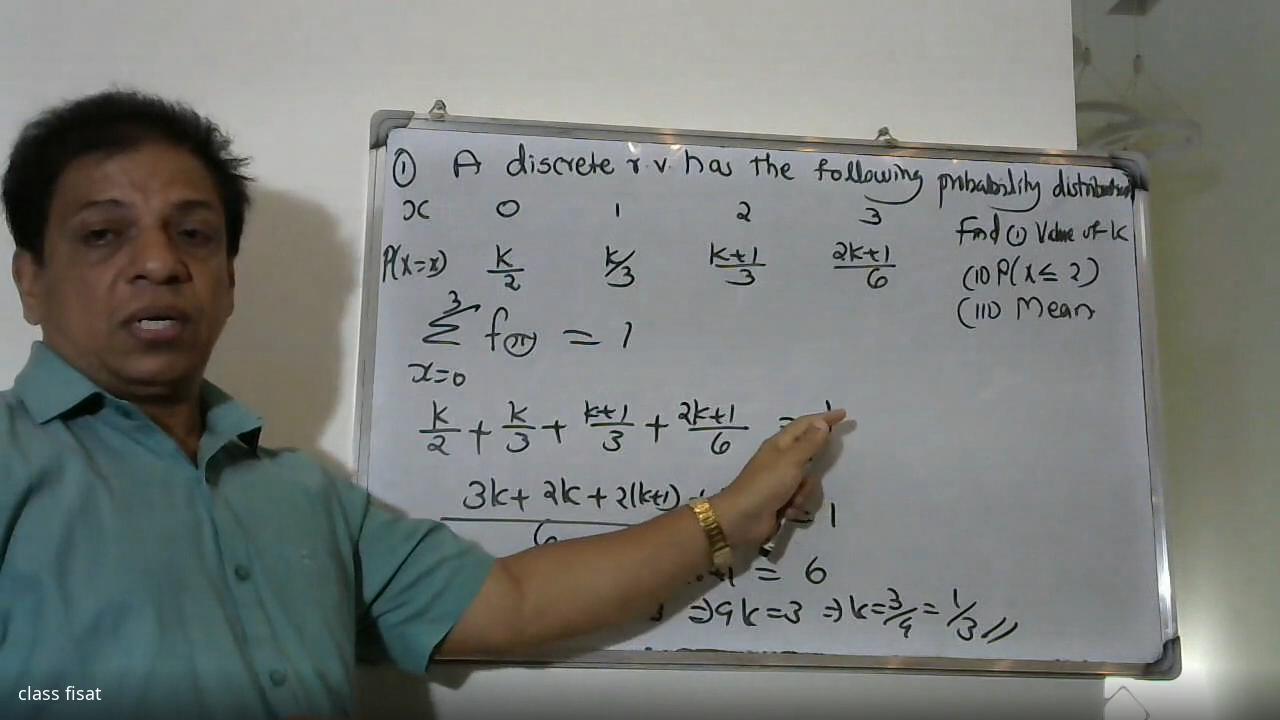 ① A discrete r.v. has the following probability distribution
x 0 1 2 3
P(X=x) k/2 k/3 k+1/3 2k+1/6
Find (i) Value of k
(ii) P(x ≤ 2)
(iii) Mean
3
Σ f(x) = 1
x=0
k/2 + k/3 + k+1/3 + 2k+1/6 = 1
3k + 2k + 2(k+1) +
6 = 1
+1 = 6
3 ⇒ 9k = 3 ⇒ k = 3/9 = 1/3 //
class fisat